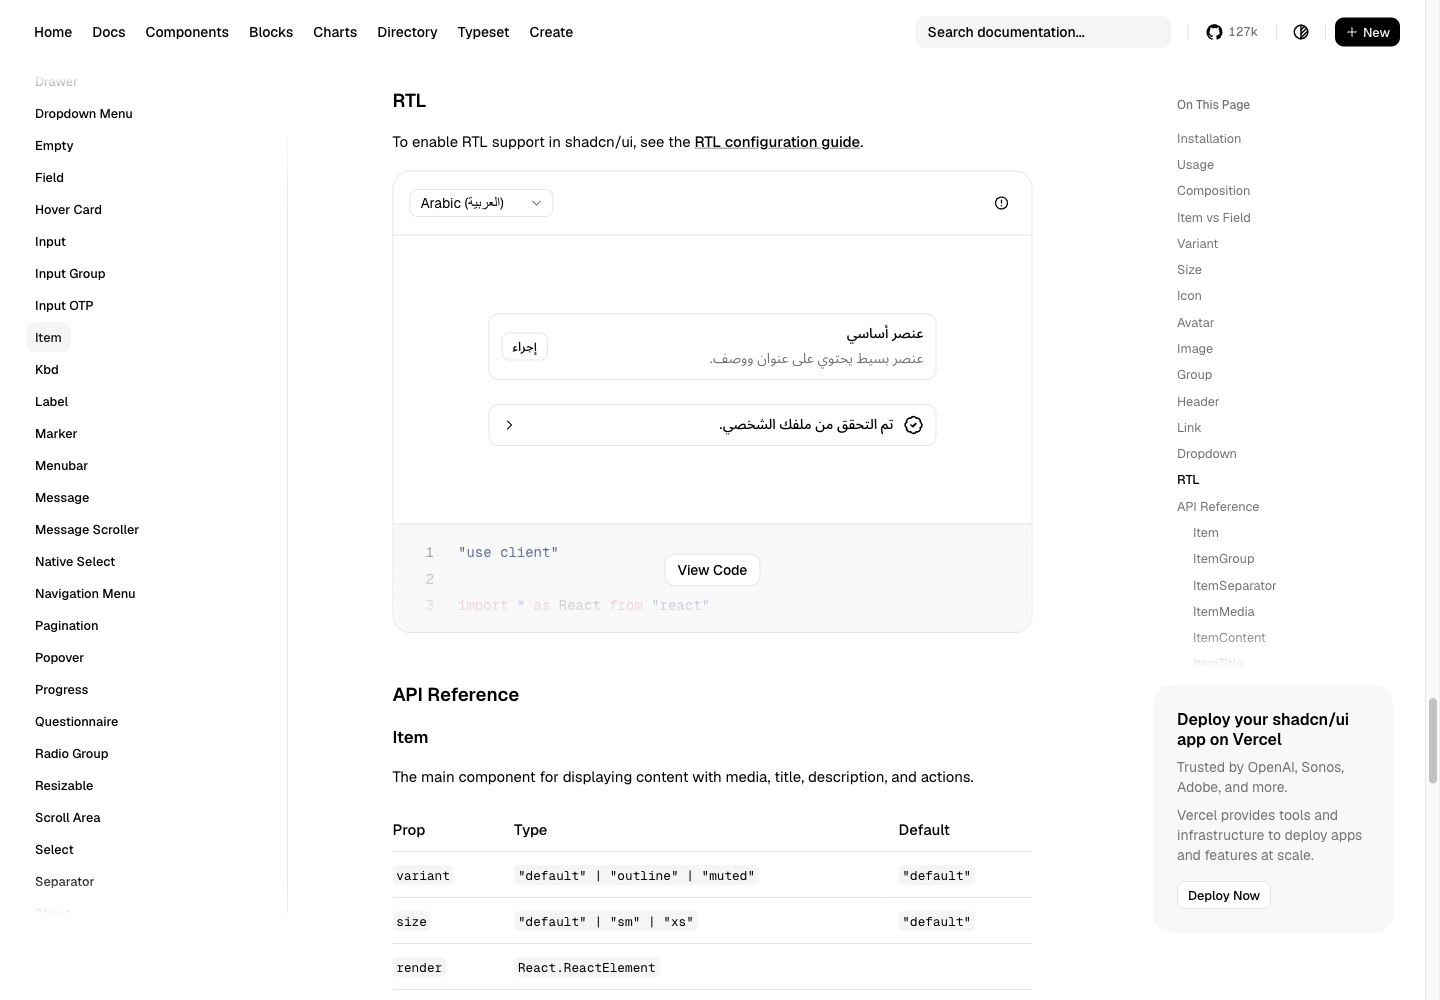 Home Docs Components Blocks Charts Directory Typeset Create
Search documentation...
127k
New
Drawer
Dropdown Menu
Empty
Field
Hover Card
Input
Input Group
Input OTP
Item
Kbd
Label
Marker
Menubar
Message
Message Scroller
Native Select
Navigation Menu
Pagination
Popover
Progress
Questionnaire
Radio Group
Resizable
Scroll Area
Select
Separator
RTL
To enable RTL support in shadcn/ui, see the RTL configuration guide.
Arabic (العربية)
عنصر أساسي
عنصر بسيط يحتوي على عنوان ووصف.
إجراء
تم التحقق من ملفك الشخصي.
1 "use client"
2
3 import * as React from "react"
View Code
API Reference
Item
The main component for displaying content with media, title, description, and actions.
Prop Type Default
variant "default" | "outline" | "muted" "default"
size "default" | "sm" | "xs" "default"
render React.ReactElement
On This Page
Installation
Usage
Composition
Item vs Field
Variant
Size
Icon
Avatar
Image
Group
Header
Link
Dropdown
RTL
API Reference
Item
ItemGroup
ItemSeparator
ItemMedia
ItemContent
ItemTitle
Deploy your shadcn/ui
app on Vercel
Trusted by OpenAI, Sonos,
Adobe, and more.
Vercel provides tools and
infrastructure to deploy apps
and features at scale.
Deploy Now